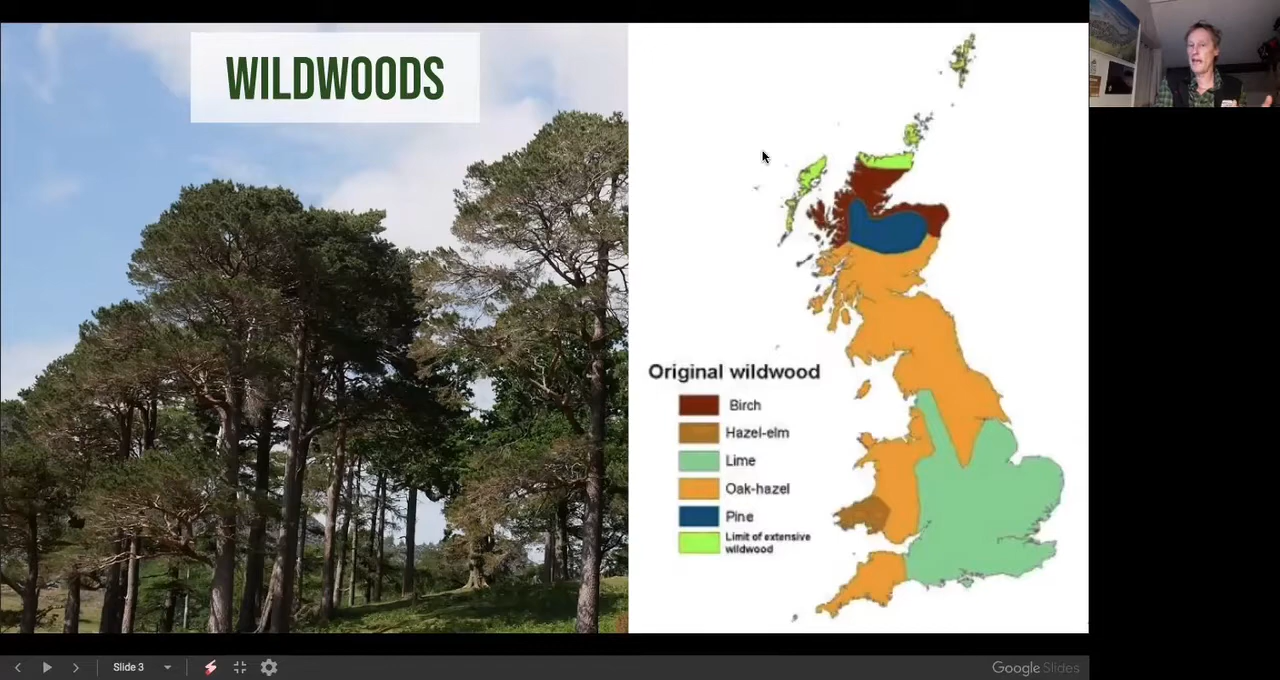 WILDWOODS
Original wildwood
Birch
Hazel-elm
Lime
Oak-hazel
Pine
Limit of extensive
wildwood
Slide 3
Google Slides